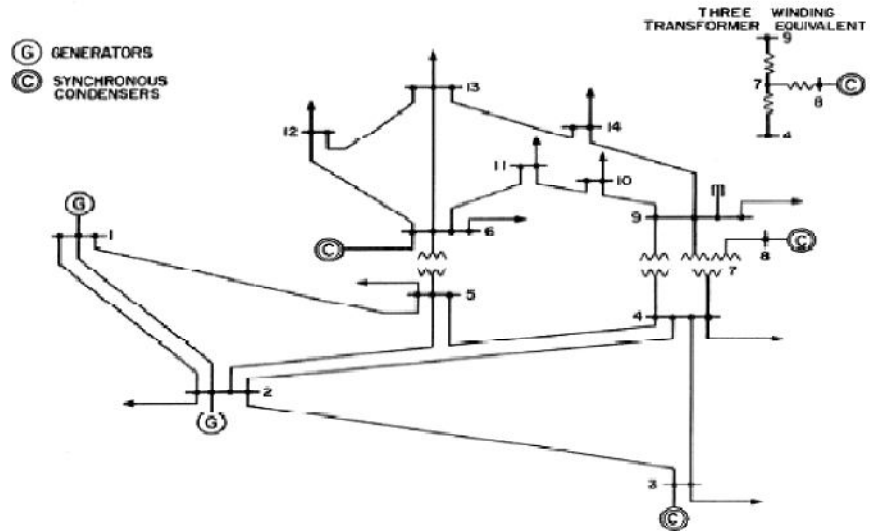 THREE WINDING
TRANSFORMER EQUIVALENT
9
7
8
C
4
G GENERATORS
C SYNCHRONOUS
CONDENSERS
13
12
14
11
10
G
1
6
9
C
8
C
7
5
4
2
G
3
C